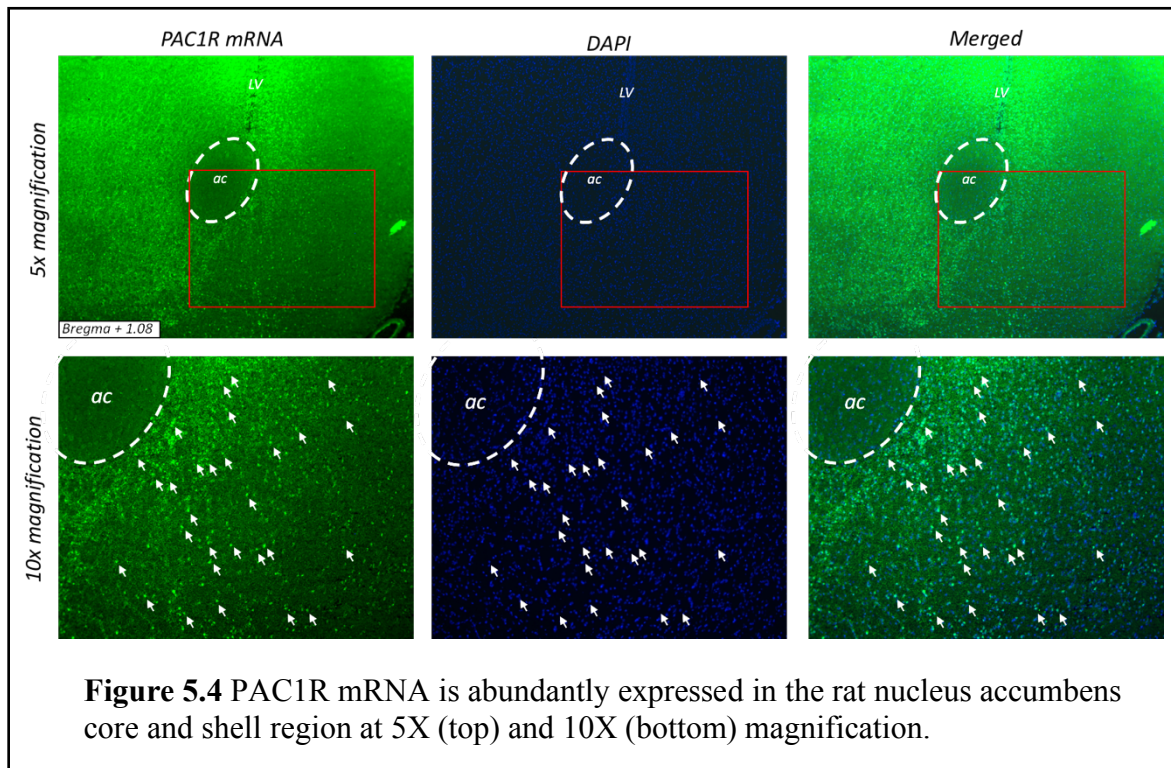 PAC1R mRNA
DAPI
Merged
5x magnification
LV
ac
Bregma + 1.08
LV
ac
ac
10x magnification
ac
ac
ac
Figure 5.4 PAC1R mRNA is abundantly expressed in the rat nucleus accumbens
core and shell region at 5X (top) and 10X (bottom) magnification.